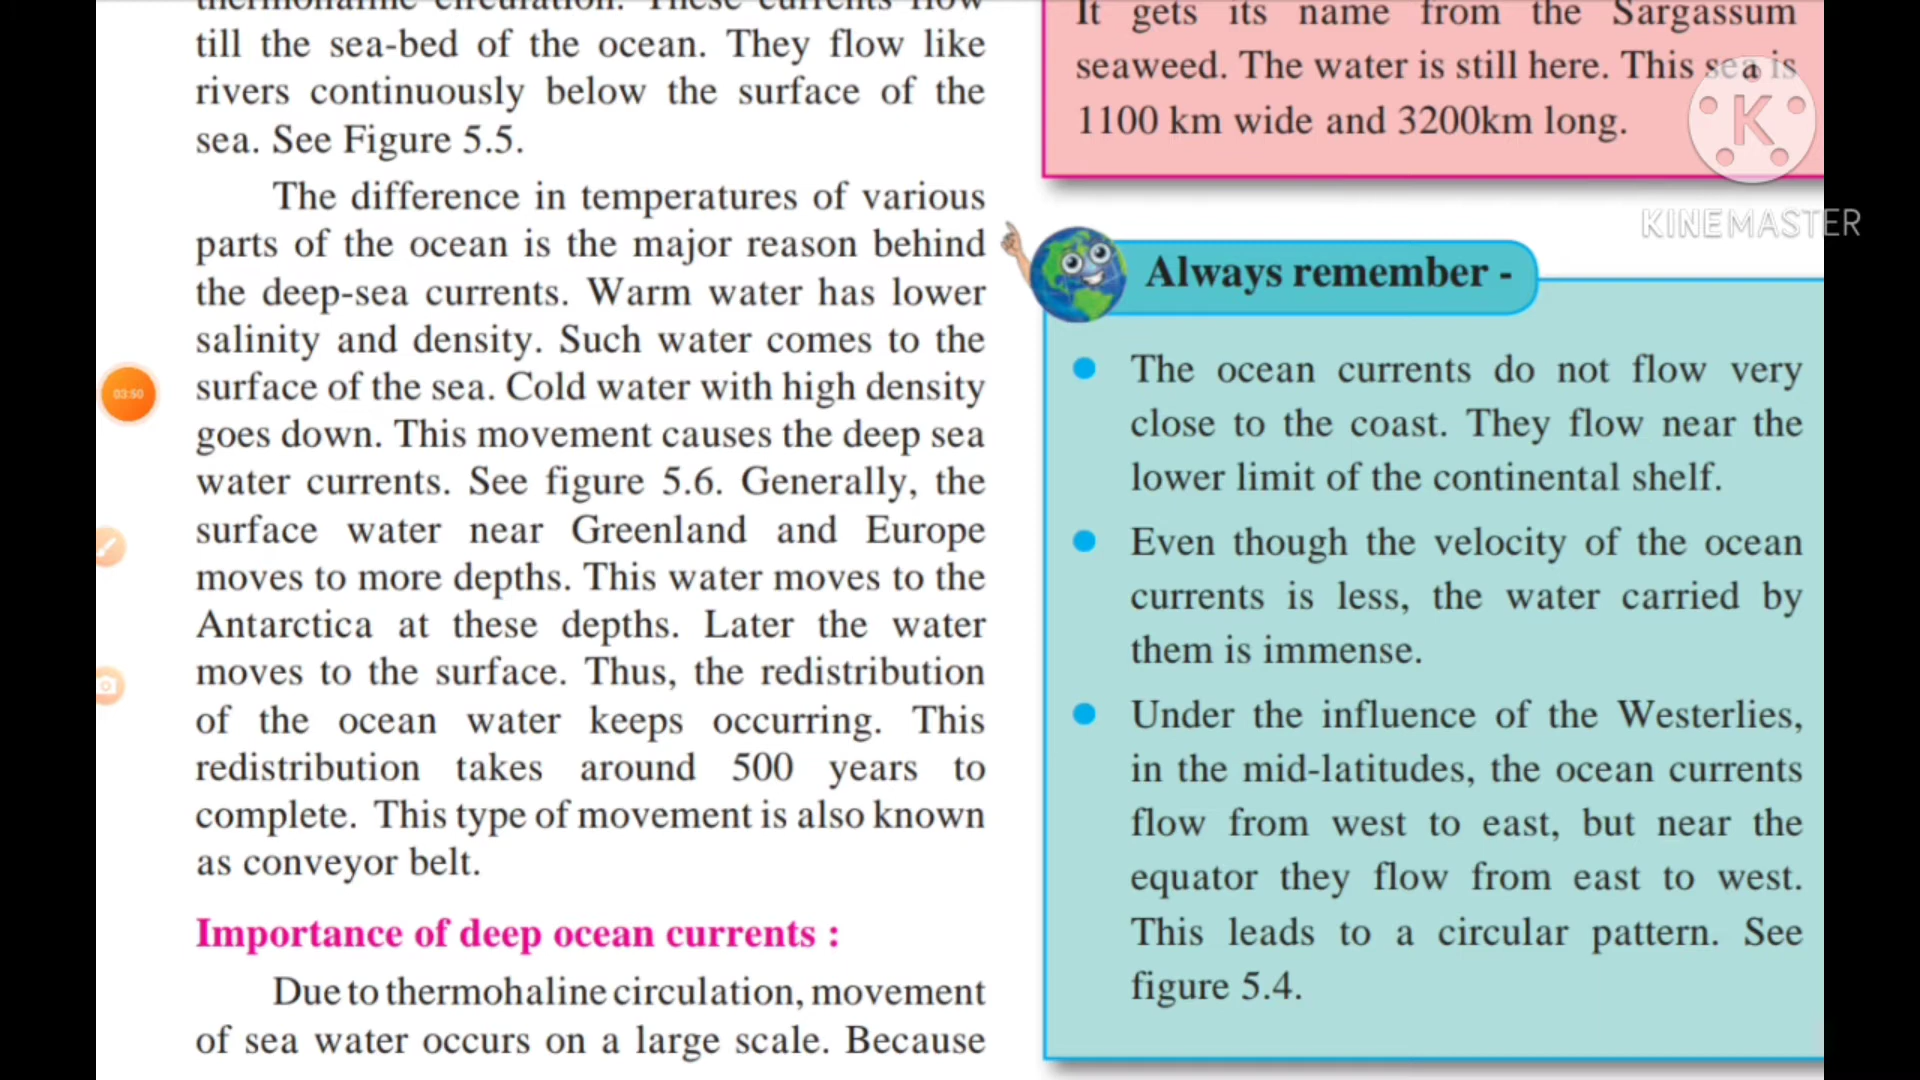 thermohaline circulation. These currents flow
till the sea-bed of the ocean. They flow like
rivers continuously below the surface of the
sea. See Figure 5.5.
The difference in temperatures of various
parts of the ocean is the major reason behind
the deep-sea currents. Warm water has lower
salinity and density. Such water comes to the
surface of the sea. Cold water with high density
goes down. This movement causes the deep sea
water currents. See figure 5.6. Generally, the
surface water near Greenland and Europe
moves to more depths. This water moves to the
Antarctica at these depths. Later the water
moves to the surface. Thus, the redistribution
of the ocean water keeps occurring. This
redistribution takes around 500 years to
complete. This type of movement is also known
as conveyor belt.
Importance of deep ocean currents :
Due to thermohaline circulation, movement
of sea water occurs on a large scale. Because
It gets its name from the Sargassum
seaweed. The water is still here. This sea is
1100 km wide and 3200km long.
K
KINEMASTER
Always remember -
The ocean currents do not flow very
close to the coast. They flow near the
lower limit of the continental shelf.
Even though the velocity of the ocean
currents is less, the water carried by
them is immense.
Under the influence of the Westerlies,
in the mid-latitudes, the ocean currents
flow from west to east, but near the
equator they flow from east to west.
This leads to a circular pattern. See
figure 5.4.
03:50